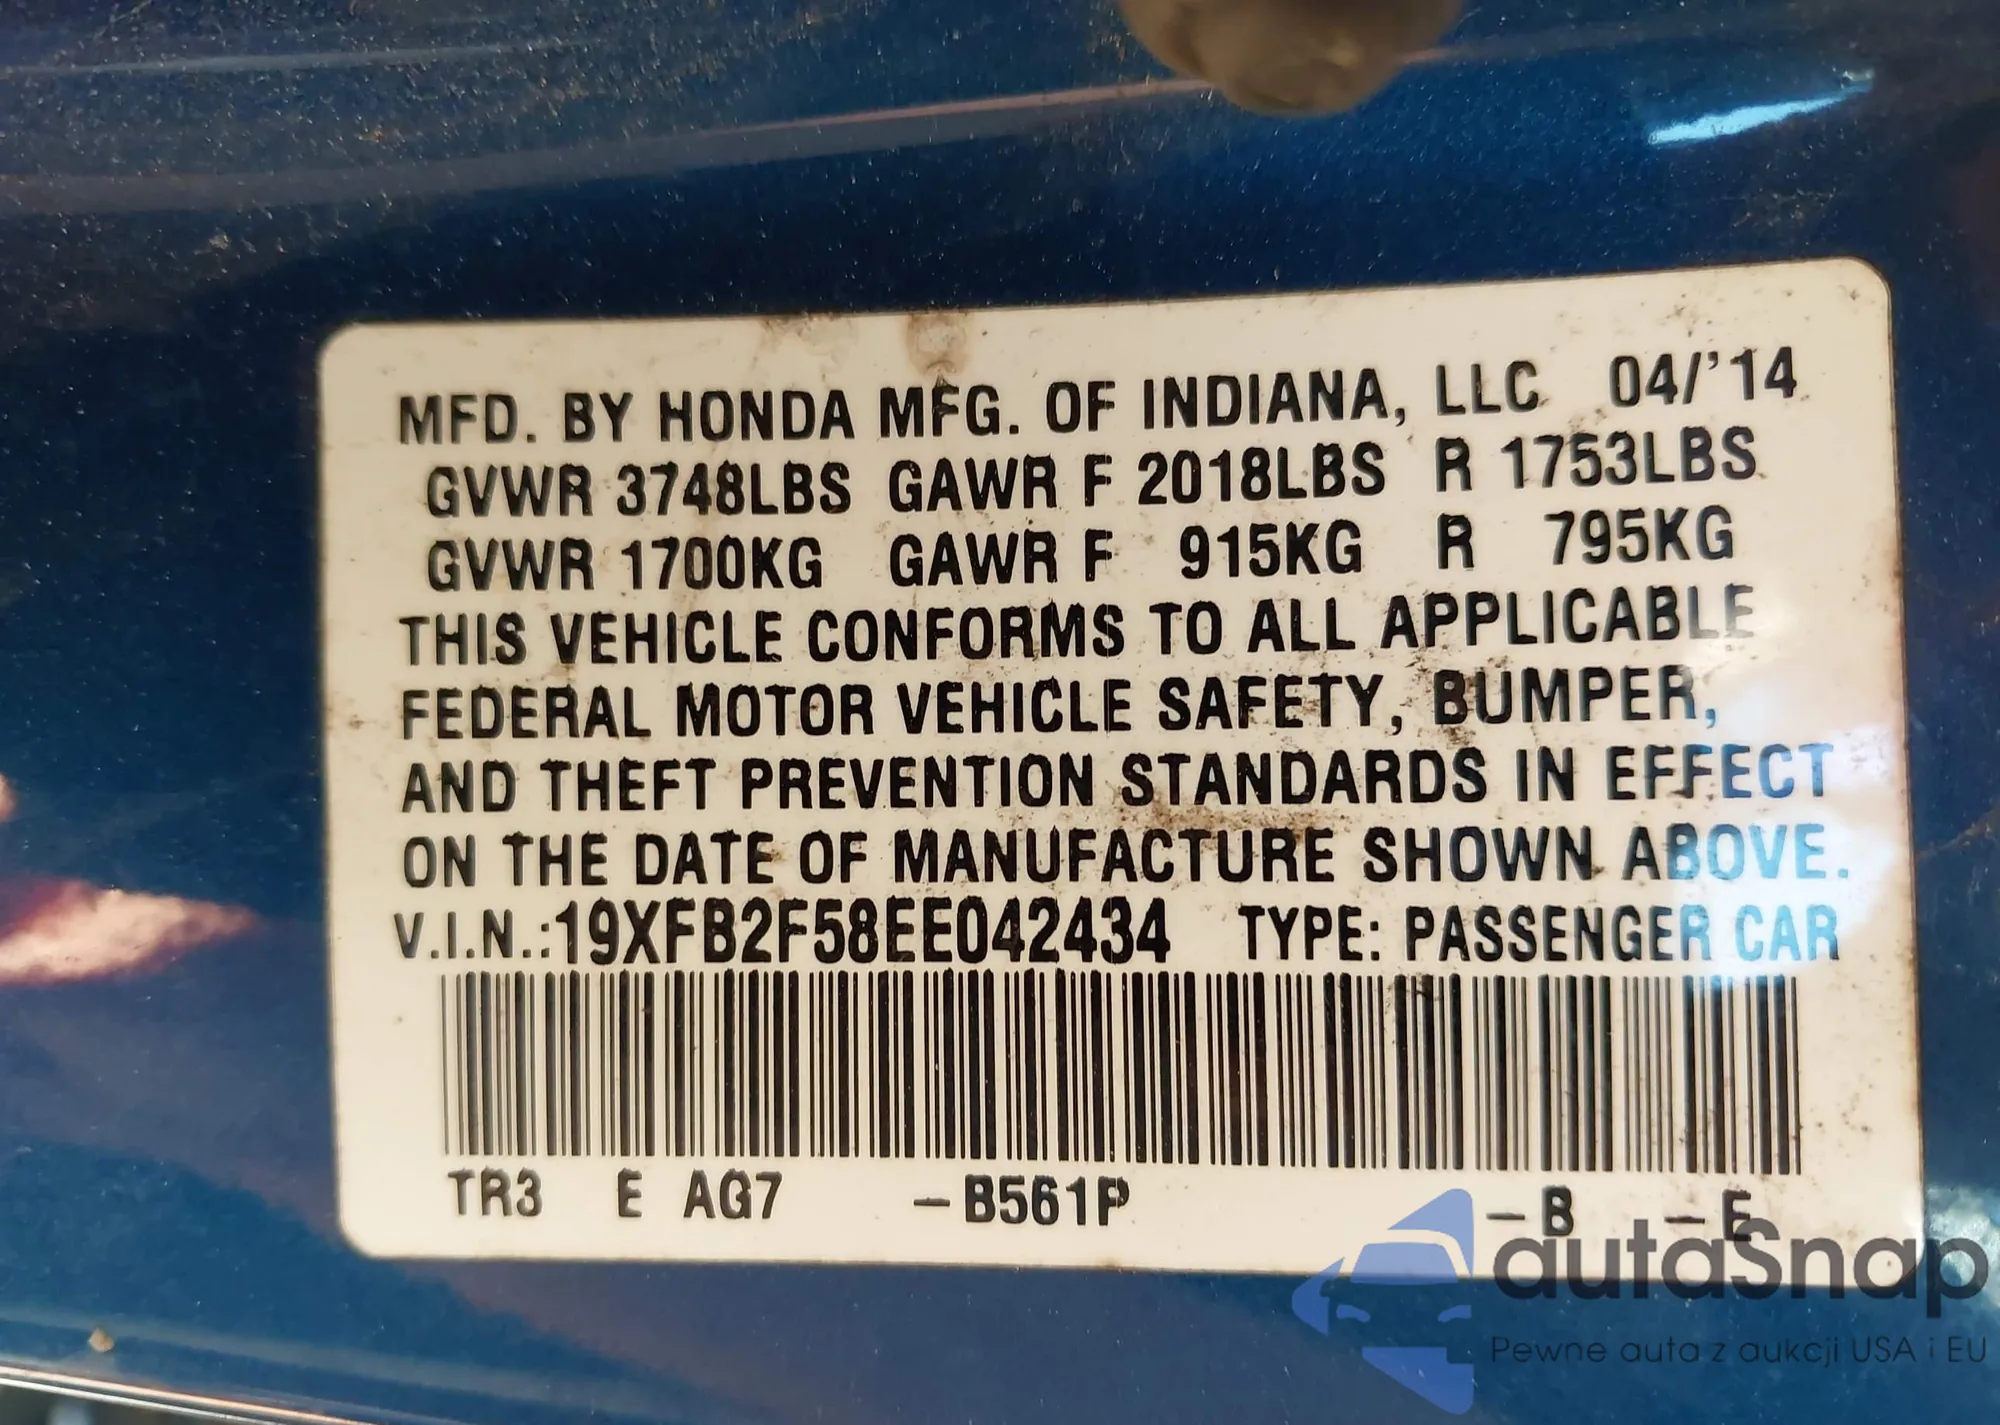 MFD. BY HONDA MFG. OF INDIANA, LLC 04/'14
GVWR 3748LBS GAWR F 2018LBS R 1753LBS
GVWR 1700KG GAWR F 915KG R 795KG
THIS VEHICLE CONFORMS TO ALL APPLICABLE
FEDERAL MOTOR VEHICLE SAFETY, BUMPER,
AND THEFT PREVENTION STANDARDS IN EFFECT
ON THE DATE OF MANUFACTURE SHOWN ABOVE.
V.I.N.:19XFB2F58EE042434 TYPE: PASSENGER CAR
TR3 E AG7 –B561P –B –E
autaSnap
Pewne auta z aukcji USA i EU